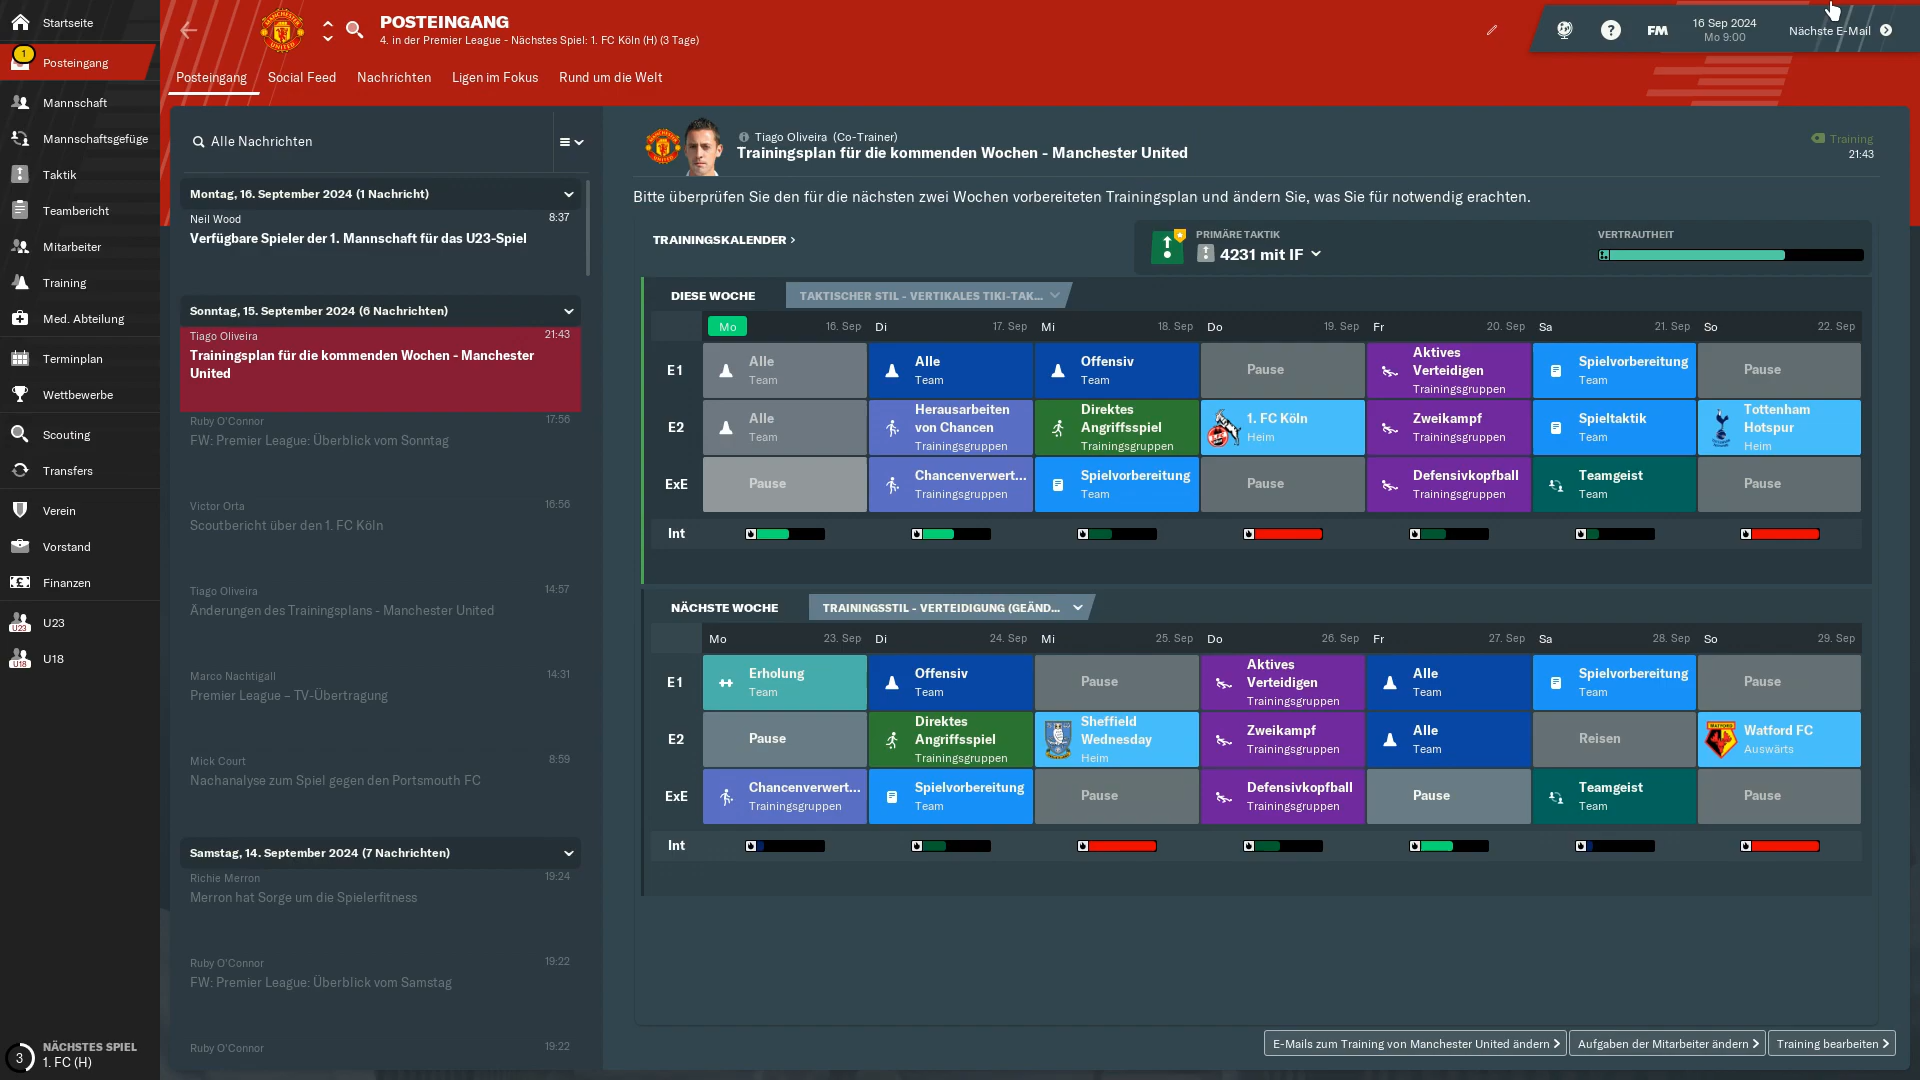 Startseite
1
Posteingang
Mannschaft
Mannschaftsgefüge
Taktik
Teambericht
Mitarbeiter
Training
Med. Abteilung
Terminplan
Wettbewerbe
Scouting
Transfers
Verein
Vorstand
Finanzen
U23
U23
U18
U18
3
NÄCHSTES SPIEL
1. FC (H)
POSTEINGANG
4. in der Premier League - Nächstes Spiel: 1. FC Köln (H) (3 Tage)
FM
16 Sep 2024
Mo 9:00
Nächste E-Mail
Posteingang Social Feed Nachrichten Ligen im Fokus Rund um die Welt
Alle Nachrichten
Montag, 16. September 2024 (1 Nachricht)
Neil Wood 8:37
Verfügbare Spieler der 1. Mannschaft für das U23-Spiel
Sonntag, 15. September 2024 (6 Nachrichten)
Tiago Oliveira 21:43
Trainingsplan für die kommenden Wochen - Manchester
United
Ruby O'Connor 17:56
FW: Premier League: Überblick vom Sonntag
Victor Orta 16:56
Scoutbericht über den 1. FC Köln
Tiago Oliveira 14:57
Änderungen des Trainingsplans - Manchester United
Marco Nachtigall 14:31
Premier League – TV-Übertragung
Mick Court 8:59
Nachanalyse zum Spiel gegen den Portsmouth FC
Samstag, 14. September 2024 (7 Nachrichten)
Richie Merron 19:24
Merron hat Sorge um die Spielerfitness
Ruby O'Connor 19:22
FW: Premier League: Überblick vom Samstag
Ruby O'Connor 19:22
Tiago Oliveira (Co-Trainer)
Trainingsplan für die kommenden Wochen - Manchester United
Training
21:43
Bitte überprüfen Sie den für die nächsten zwei Wochen vorbereiteten Trainingsplan und ändern Sie, was Sie für notwendig erachten.
TRAININGSKALENDER >
PRIMÄRE TAKTIK
4231 mit IF
VERTRAUTHEIT
DIESE WOCHE TAKTISCHER STIL - VERTIKALES TIKI-TAK...
Mo 16. Sep Di 17. Sep Mi 18. Sep Do 19. Sep Fr 20. Sep Sa 21. Sep So 22. Sep
E1
Alle
Team
Alle
Team
Offensiv
Team
Pause
Aktives
Verteidigen
Trainingsgruppen
Spielvorbereitung
Team
Pause
E2
Alle
Team
Herausarbeiten
von Chancen
Trainingsgruppen
Direktes
Angriffsspiel
Trainingsgruppen
1. FC Köln
Heim
Zweikampf
Trainingsgruppen
Spieltaktik
Team
Tottenham
Hotspur
Heim
ExE
Pause
Chancenverwert...
Trainingsgruppen
Spielvorbereitung
Team
Pause
Defensivkopfball
Trainingsgruppen
Teamgeist
Team
Pause
Int
NÄCHSTE WOCHE TRAININGSSTIL - VERTEIDIGUNG (GEÄND...
Mo 23. Sep Di 24. Sep Mi 25. Sep Do 26. Sep Fr 27. Sep Sa 28. Sep So 29. Sep
E1
Erholung
Team
Offensiv
Team
Pause
Aktives
Verteidigen
Trainingsgruppen
Alle
Team
Spielvorbereitung
Team
Pause
E2
Pause
Direktes
Angriffsspiel
Trainingsgruppen
Sheffield
Wednesday
Heim
Zweikampf
Trainingsgruppen
Alle
Team
Reisen
Watford FC
Auswärts
ExE
Chancenverwert...
Trainingsgruppen
Spielvorbereitung
Team
Pause
Defensivkopfball
Trainingsgruppen
Pause
Teamgeist
Team
Pause
Int
E-Mails zum Training von Manchester United ändern > Aufgaben der Mitarbeiter ändern > Training bearbeiten >